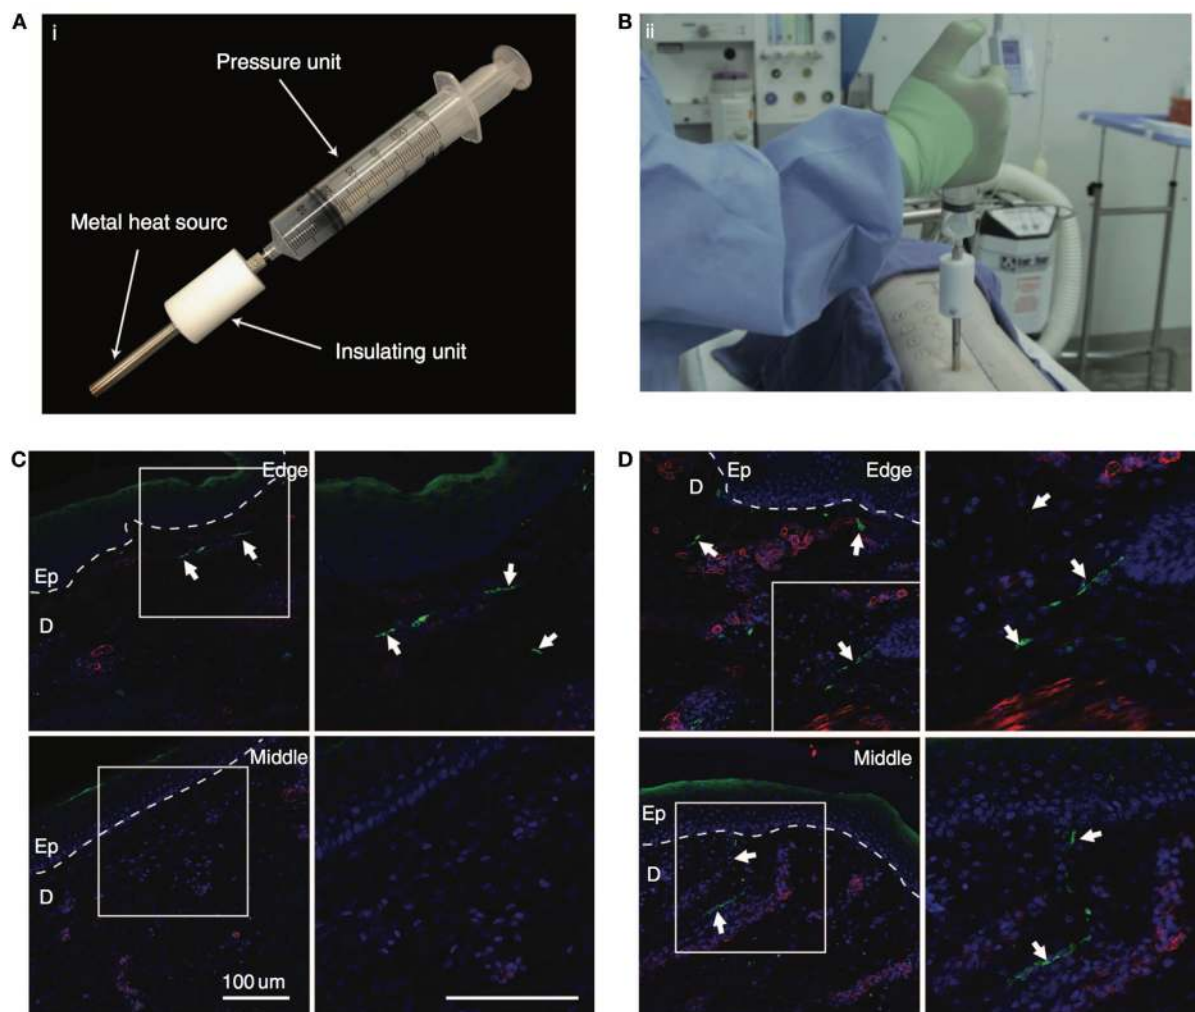 A
i
Pressure unit
Metal heat sourc
Insulating unit
B
ii
C
Edge
Ep
D
Middle
Ep
D
100 um
D
Ep
D
Edge
Middle
Ep
D